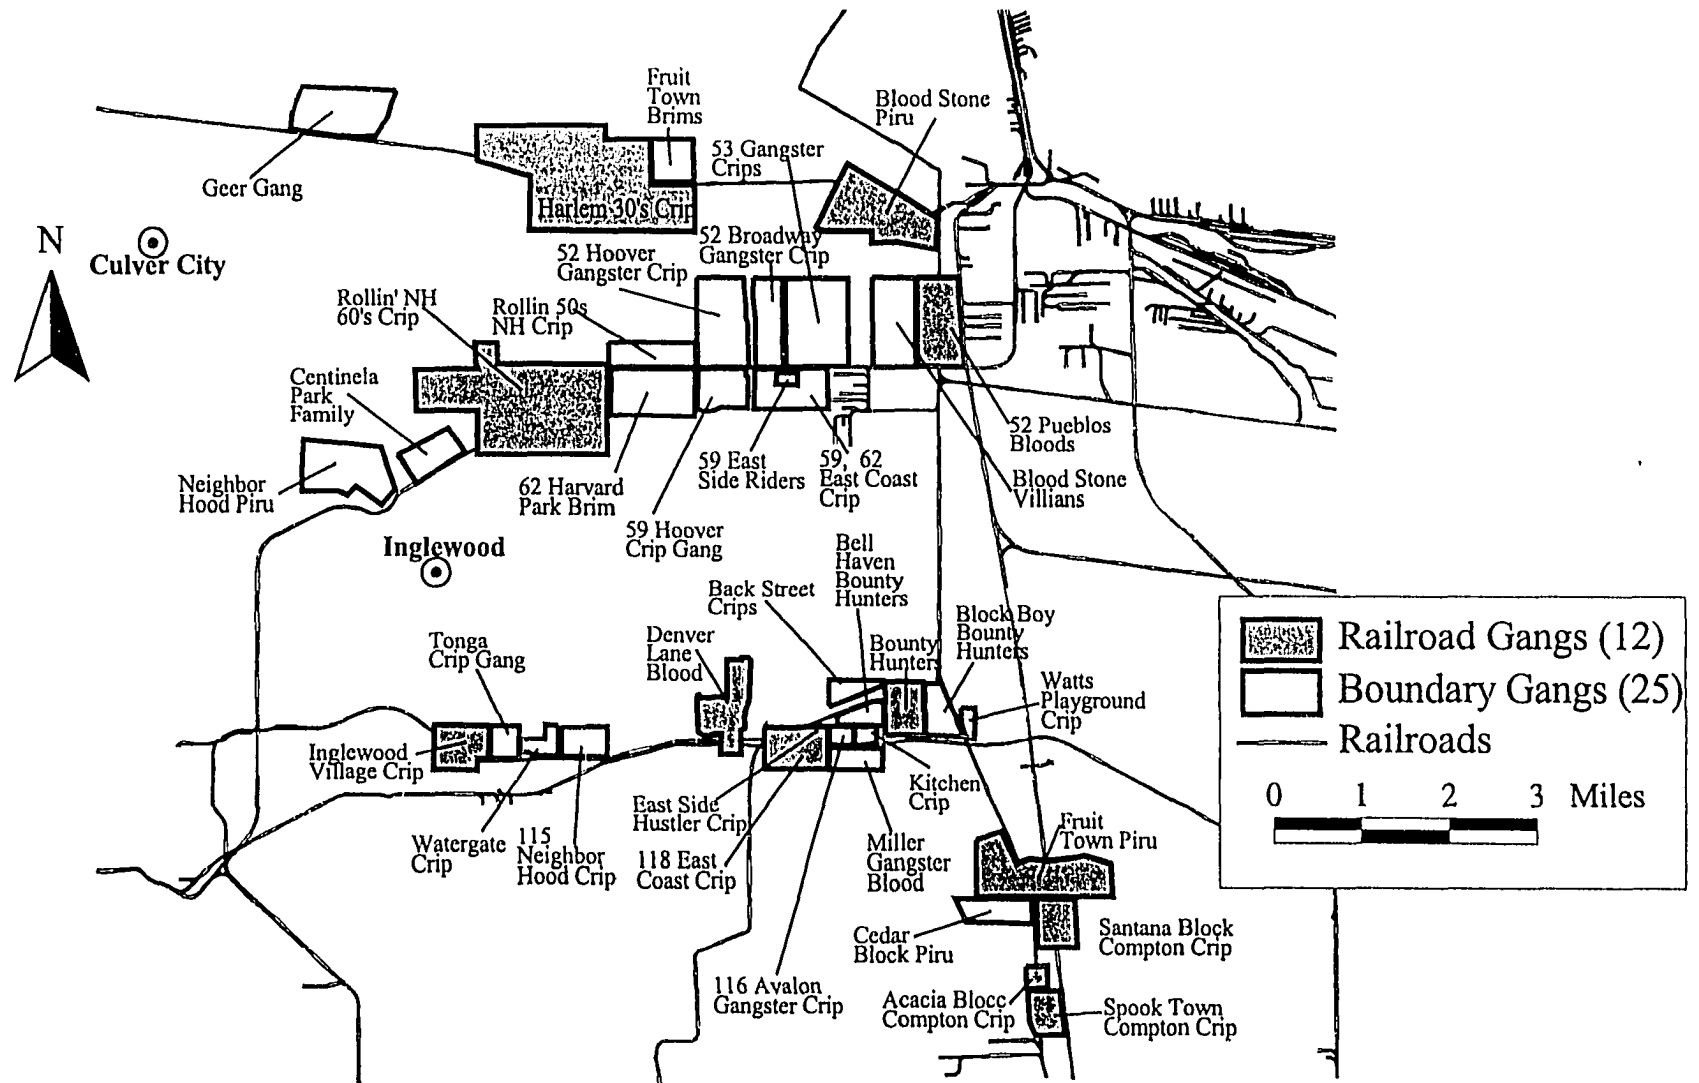 Fruit
Town
Brims
Blood Stone
Piru
53 Gangster
Crips
Geer Gang
Harlem 30's Crip
N
Culver City
52 Broadway
Gangster Crip
52 Hoover
Gangster Crip
Rollin' NH
60's Crip
Rollin 50s
NH Crip
Centinela
Park
Family
52 Pueblos
Bloods
Neighbor
Hood Piru
62 Harvard
Park Brim
59 East
Side Riders
59, 62
East Coast
Crip
Blood Stone
Villians
59 Hoover
Crip Gang
Inglewood
Bell
Haven
Bounty
Hunters
Back Street
Crips
Block Boy
Bounty
Hunters
Tonga
Crip Gang
Denver
Lane
Blood
Bounty
Hunters
Watts
Playground
Crip
Inglewood
Village Crip
Watergate
Crip
115
Neighbor
Hood Crip
East Side
Hustler Crip
118 East
Coast Crip
Kitchen
Crip
Miller
Gangster
Blood
Fruit
Town Piru
Cedar
Block Piru
Santana Block
Compton Crip
116 Avalon
Gangster Crip
Acacia Blocc
Compton Crip
Spook Town
Compton Crip
Railroad Gangs (12)
Boundary Gangs (25)
Railroads
0 1 2 3 Miles